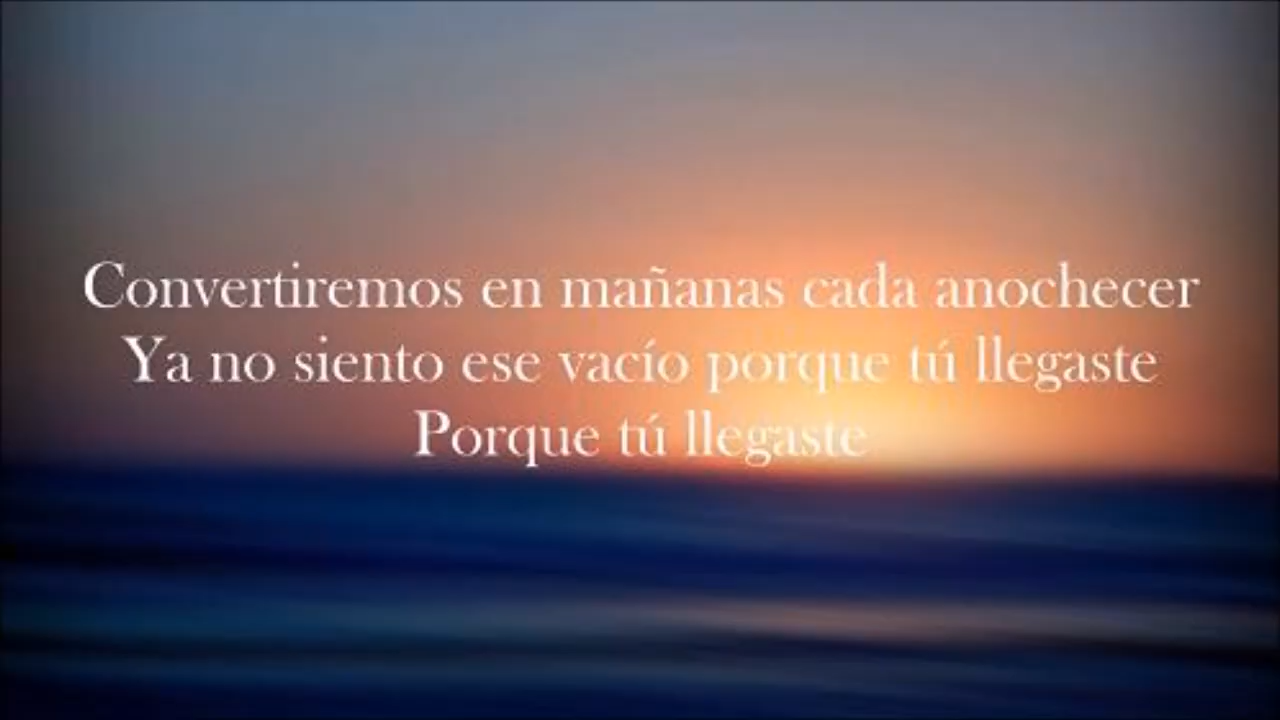 Convertiremos en mañanas cada anochecer
Ya no siento ese vacío porque tú llegaste
Porque tú llegaste